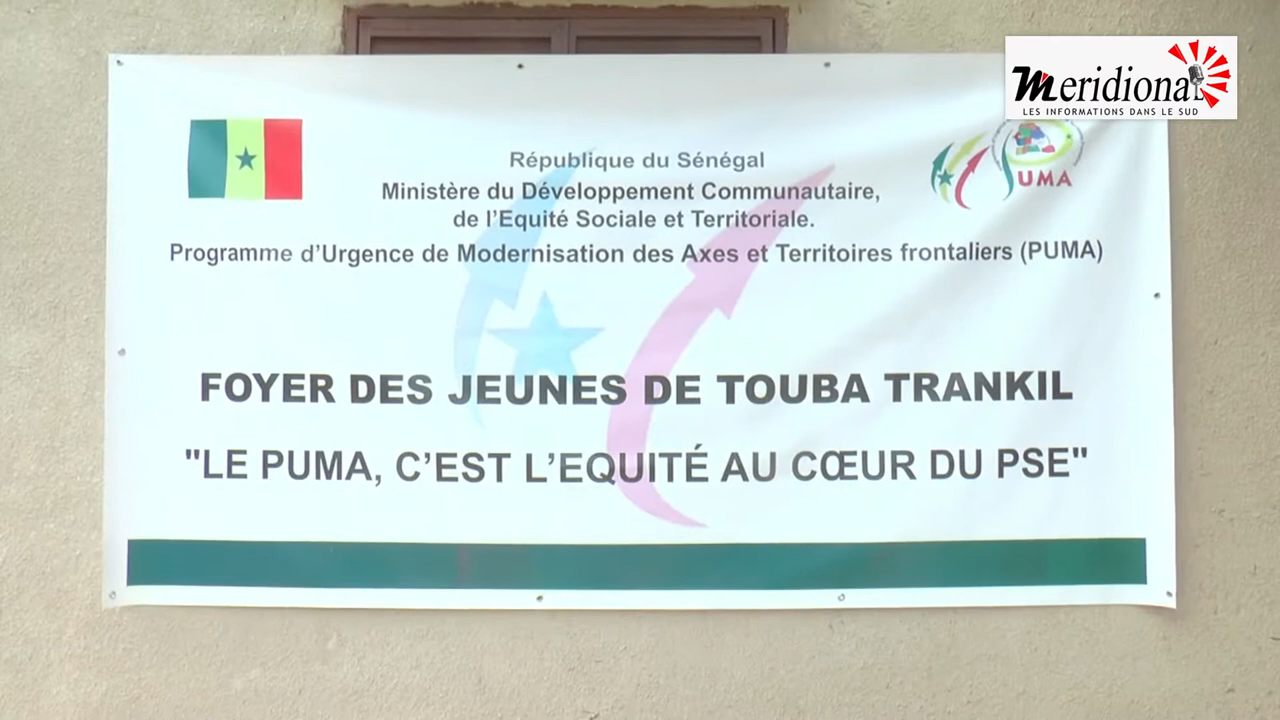 Meridional
LES INFORMATIONS DANS LE SUD
PUMA
République du Sénégal
Ministère du Développement Communautaire,
de l'Equité Sociale et Territoriale.
Programme d'Urgence de Modernisation des Axes et Territoires frontaliers (PUMA)
FOYER DES JEUNES DE TOUBA TRANKIL
"LE PUMA, C'EST L'EQUITÉ AU CŒUR DU PSE"